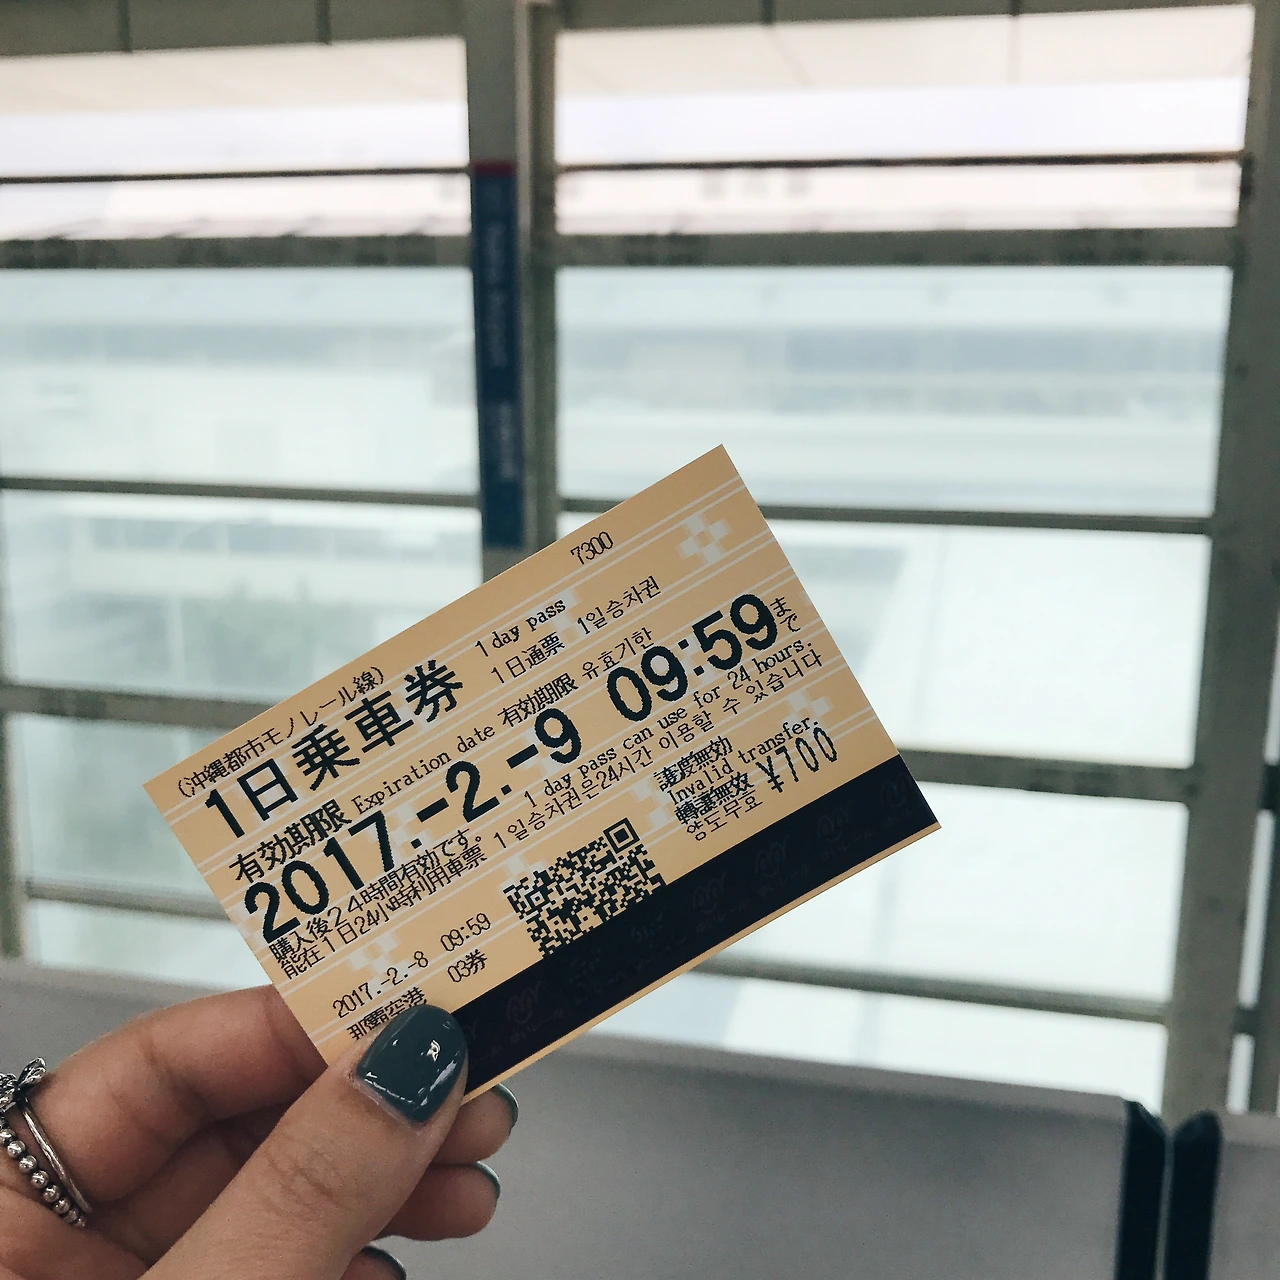 7300
(沖縄都市モノレール線)
1日乗車券 1 day pass
1日通票 1일승차권
有効期限 Expiration date 有効期限 유효기한
2017.-2.-9 09:59まで
購入後24時間有効です。 1 day pass can use for 24 hours.
能在1日24小時利用車票 1일승차권은24시간 이용할 수 있습니다
譲渡無効
Invalid transfer.
轉讓無效 ¥700
양도무효
2017.-2.-8 09:59
那覇空港 03券